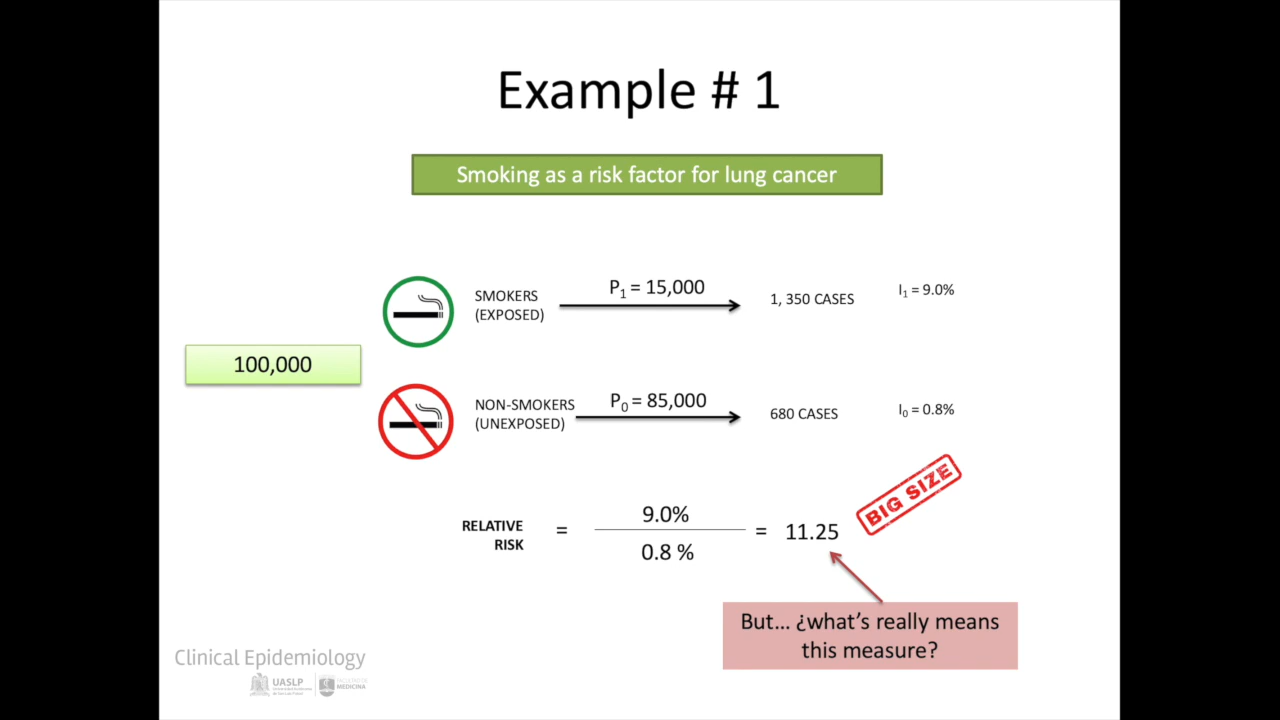 Example # 1
Smoking as a risk factor for lung cancer
SMOKERS
(EXPOSED)
P1 = 15,000
1, 350 CASES
I1 = 9.0%
100,000
NON-SMOKERS
(UNEXPOSED)
P0 = 85,000
680 CASES
I0 = 0.8%
BIG SIZE
RELATIVE
RISK
=
9.0%
0.8 %
= 11.25
But... ¿what's really means
this measure?
Clinical Epidemiology
UASLP
FACULTAD DE
MEDICINA